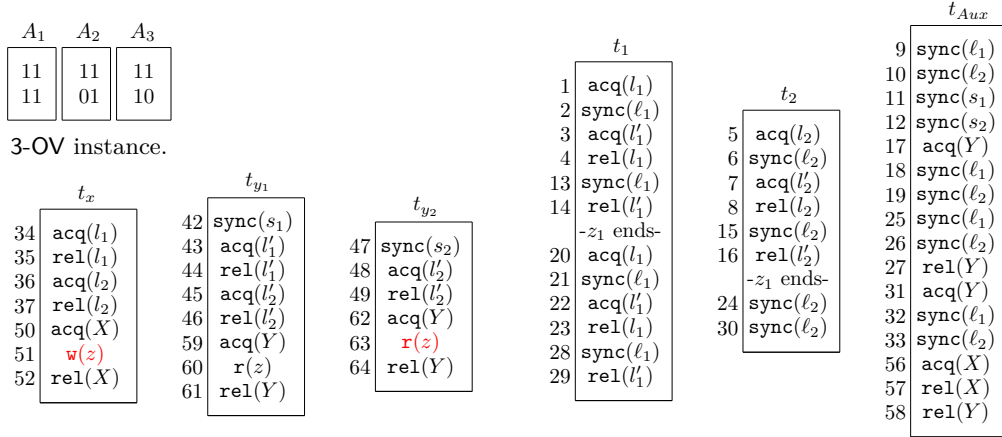 A₁ A₂ A₃
11 11 11
11 01 10
3-OV instance.
tₓ
34 acq(l₁)
35 rel(l₁)
36 acq(l₂)
37 rel(l₂)
50 acq(X)
51 w(z)
52 rel(X)
t_{y₁}
42 sync(s₁)
43 acq(l′₁)
44 rel(l′₁)
45 acq(l′₂)
46 rel(l′₂)
59 acq(Y)
60 r(z)
61 rel(Y)
t_{y₂}
47 sync(s₂)
48 acq(l′₂)
49 rel(l′₂)
62 acq(Y)
63 r(z)
64 rel(Y)
t₁
1 acq(l₁)
2 sync(ℓ₁)
3 acq(l′₁)
4 rel(l₁)
13 sync(ℓ₁)
14 rel(l′₁)
-z₁ ends-
20 acq(l₁)
21 sync(ℓ₁)
22 acq(l′₁)
23 rel(l₁)
28 sync(ℓ₁)
29 rel(l′₁)
t₂
5 acq(l₂)
6 sync(ℓ₂)
7 acq(l′₂)
8 rel(l₂)
15 sync(ℓ₂)
16 rel(l′₂)
-z₁ ends-
24 sync(ℓ₂)
30 sync(ℓ₂)
t_{Aux}
9 sync(ℓ₁)
10 sync(ℓ₂)
11 sync(s₁)
12 sync(s₂)
17 acq(Y)
18 sync(ℓ₁)
19 sync(ℓ₂)
25 sync(ℓ₁)
26 sync(ℓ₂)
27 rel(Y)
31 acq(Y)
32 sync(ℓ₁)
33 sync(ℓ₂)
56 acq(X)
57 rel(X)
58 rel(Y)